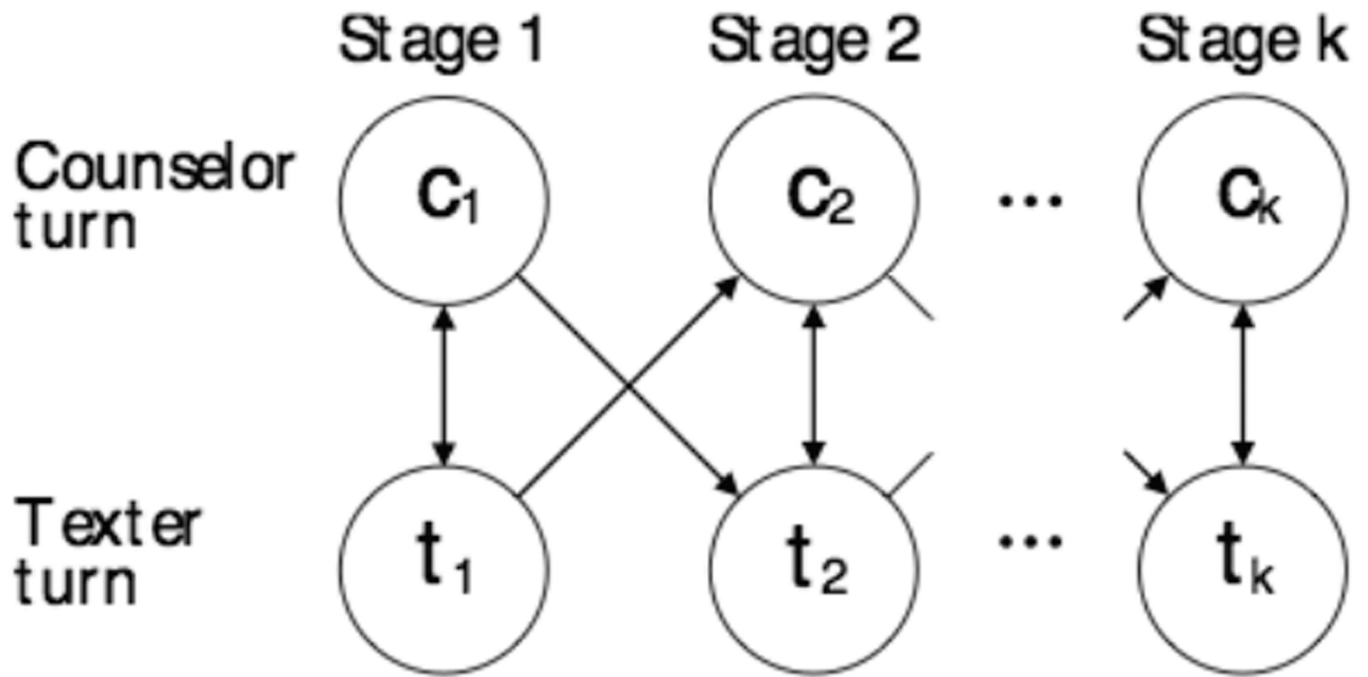 Stage 1 Stage 2 Stage k
Counselor
turn
c1 c2 ... ck
Texter
turn
t1 t2 ... tk